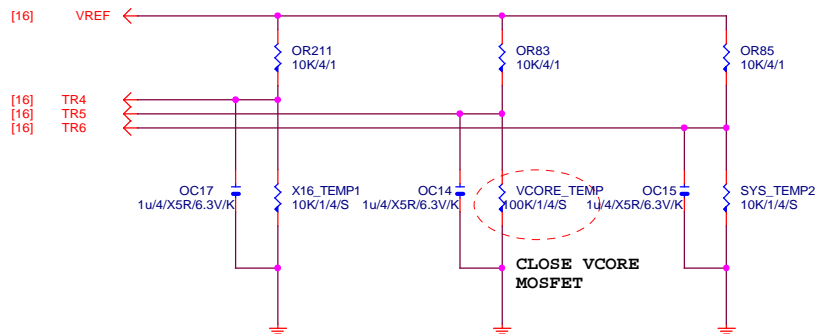 [16] VREF
OR211
10K/4/1
OR83
10K/4/1
OR85
10K/4/1
[16] TR4
[16] TR5
[16] TR6
OC17
1u/4/X5R/6.3V/K
X16_TEMP1
10K/1/4/S
OC14
1u/4/X5R/6.3V/K
VCORE_TEMP
100K/1/4/S
OC15
1u/4/X5R/6.3V/K
SYS_TEMP2
10K/1/4/S
CLOSE VCORE
MOSFET